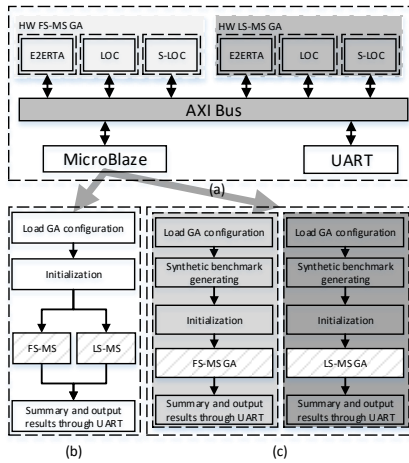 HW FS-MS GA
HW LS-MS GA
E2ERTA
LOC
S-LOC
E2ERTA
LOC
S-LOC
AXI Bus
MicroBlaze
UART
(a)
Load GA configuration
Initialization
FS-MS
LS-MS
Summary and output
results through UART
(b)
Load GA configuration
Synthetic benchmark
generating
Initialization
FS-MS GA
Summary and output
results through UART
Load GA configuration
Synthetic benchmark
generating
Initialization
LS-MS GA
Summary and output
results through UART
(c)